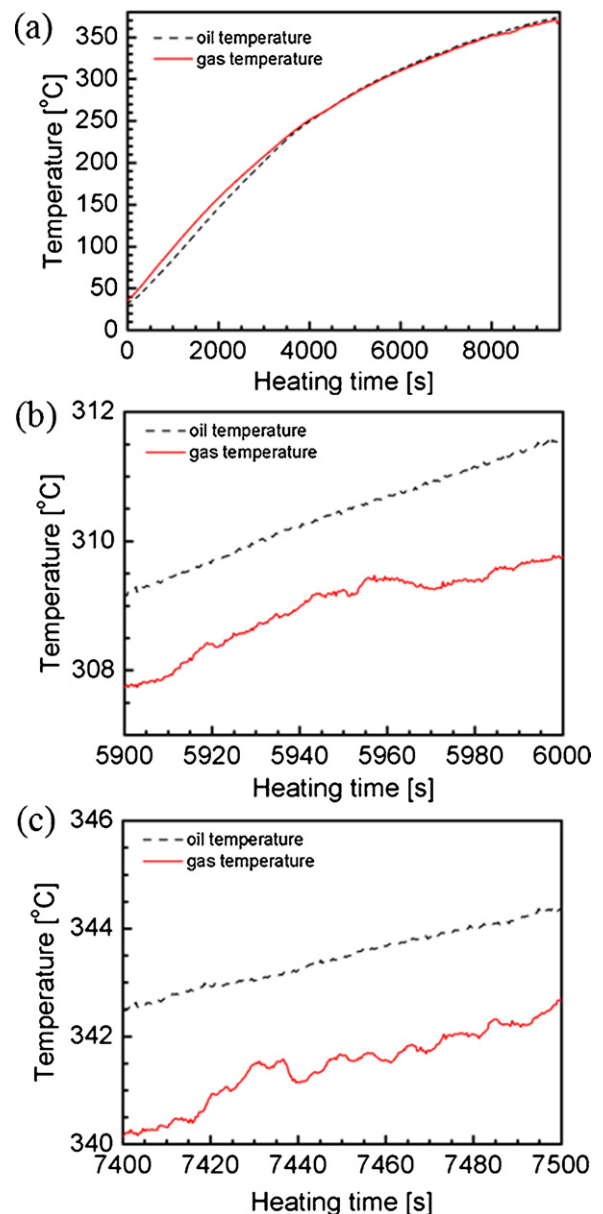 (a)
oil temperature
gas temperature
350
300
250
200
150
100
50
0
Temperature [°C]
0 2000 4000 6000 8000
Heating time [s]
(b)
oil temperature
gas temperature
312
310
308
Temperature [°C]
5900 5920 5940 5960 5980 6000
Heating time [s]
(c)
oil temperature
gas temperature
346
344
342
340
Temperature [°C]
7400 7420 7440 7460 7480 7500
Heating time [s]